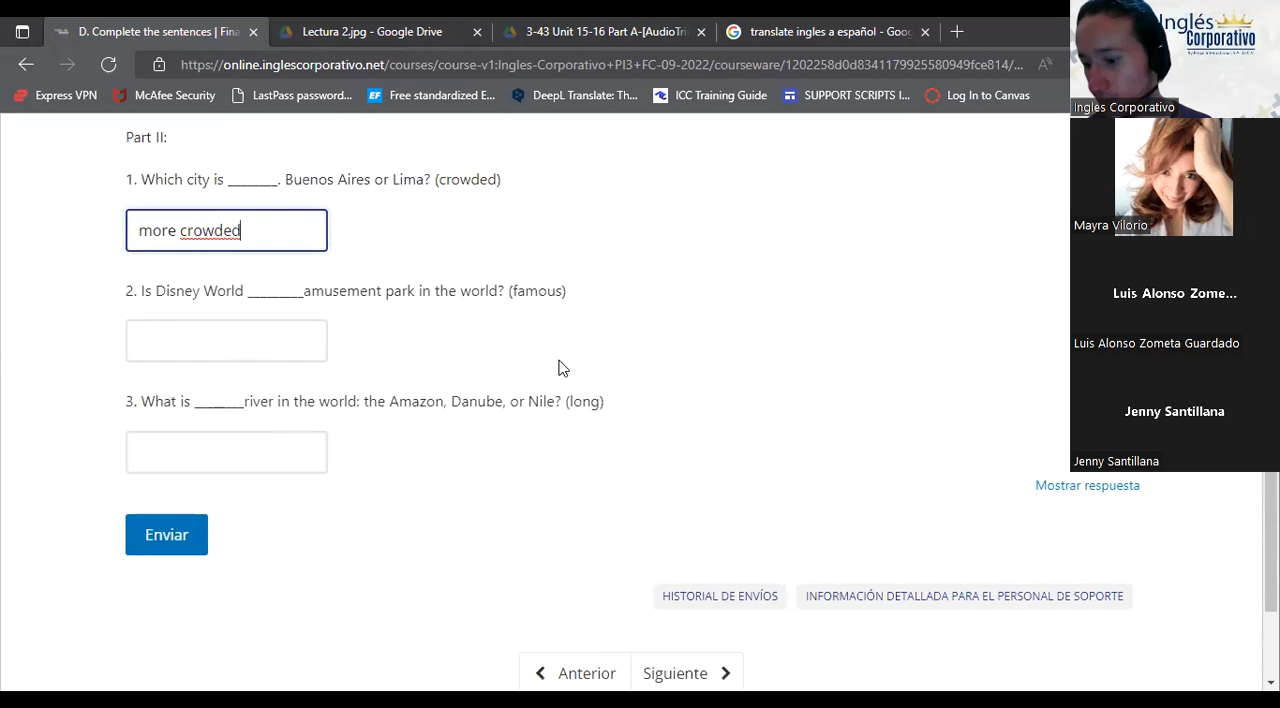 D. Complete the sentences | Fina
Lectura 2.jpg - Google Drive
3-43 Unit 15-16 Part A-[AudioTri
translate ingles a español - Goog
https://online.inglescorporativo.net/courses/course-v1:Ingles-Corporativo+PI3+FC-09-2022/courseware/1202258d0d8341179925580949fce814/...
Express VPN
McAfee Security
LastPass password...
Free standardized E...
DeepL Translate: Th...
ICC Training Guide
SUPPORT SCRIPTS I...
Log In to Canvas
Inglés
Corporativo
Ingles Corporativo
Part II:
1. Which city is ________. Buenos Aires or Lima? (crowded)
more crowded
2. Is Disney World _________amusement park in the world? (famous)
3. What is ________river in the world: the Amazon, Danube, or Nile? (long)
Mostrar respuesta
Enviar
HISTORIAL DE ENVÍOS
INFORMACIÓN DETALLADA PARA EL PERSONAL DE SOPORTE
Anterior
Siguiente
Mayra Vilorio
Luis Alonso Zome...
Luis Alonso Zometa Guardado
Jenny Santillana
Jenny Santillana